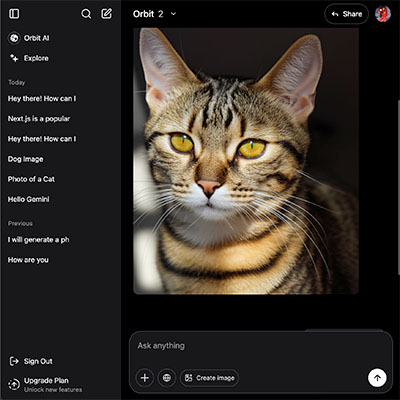 Orbit AI
Explore
Today
Hey there! How can I
Next.js is a popular
Hey there! How can I
Dog Image
Photo of a Cat
Hello Gemini
Previous
I will generate a ph
How are you
Sign Out
Upgrade Plan
Unlock new features
Orbit 2
Share
Ask anything
Create image